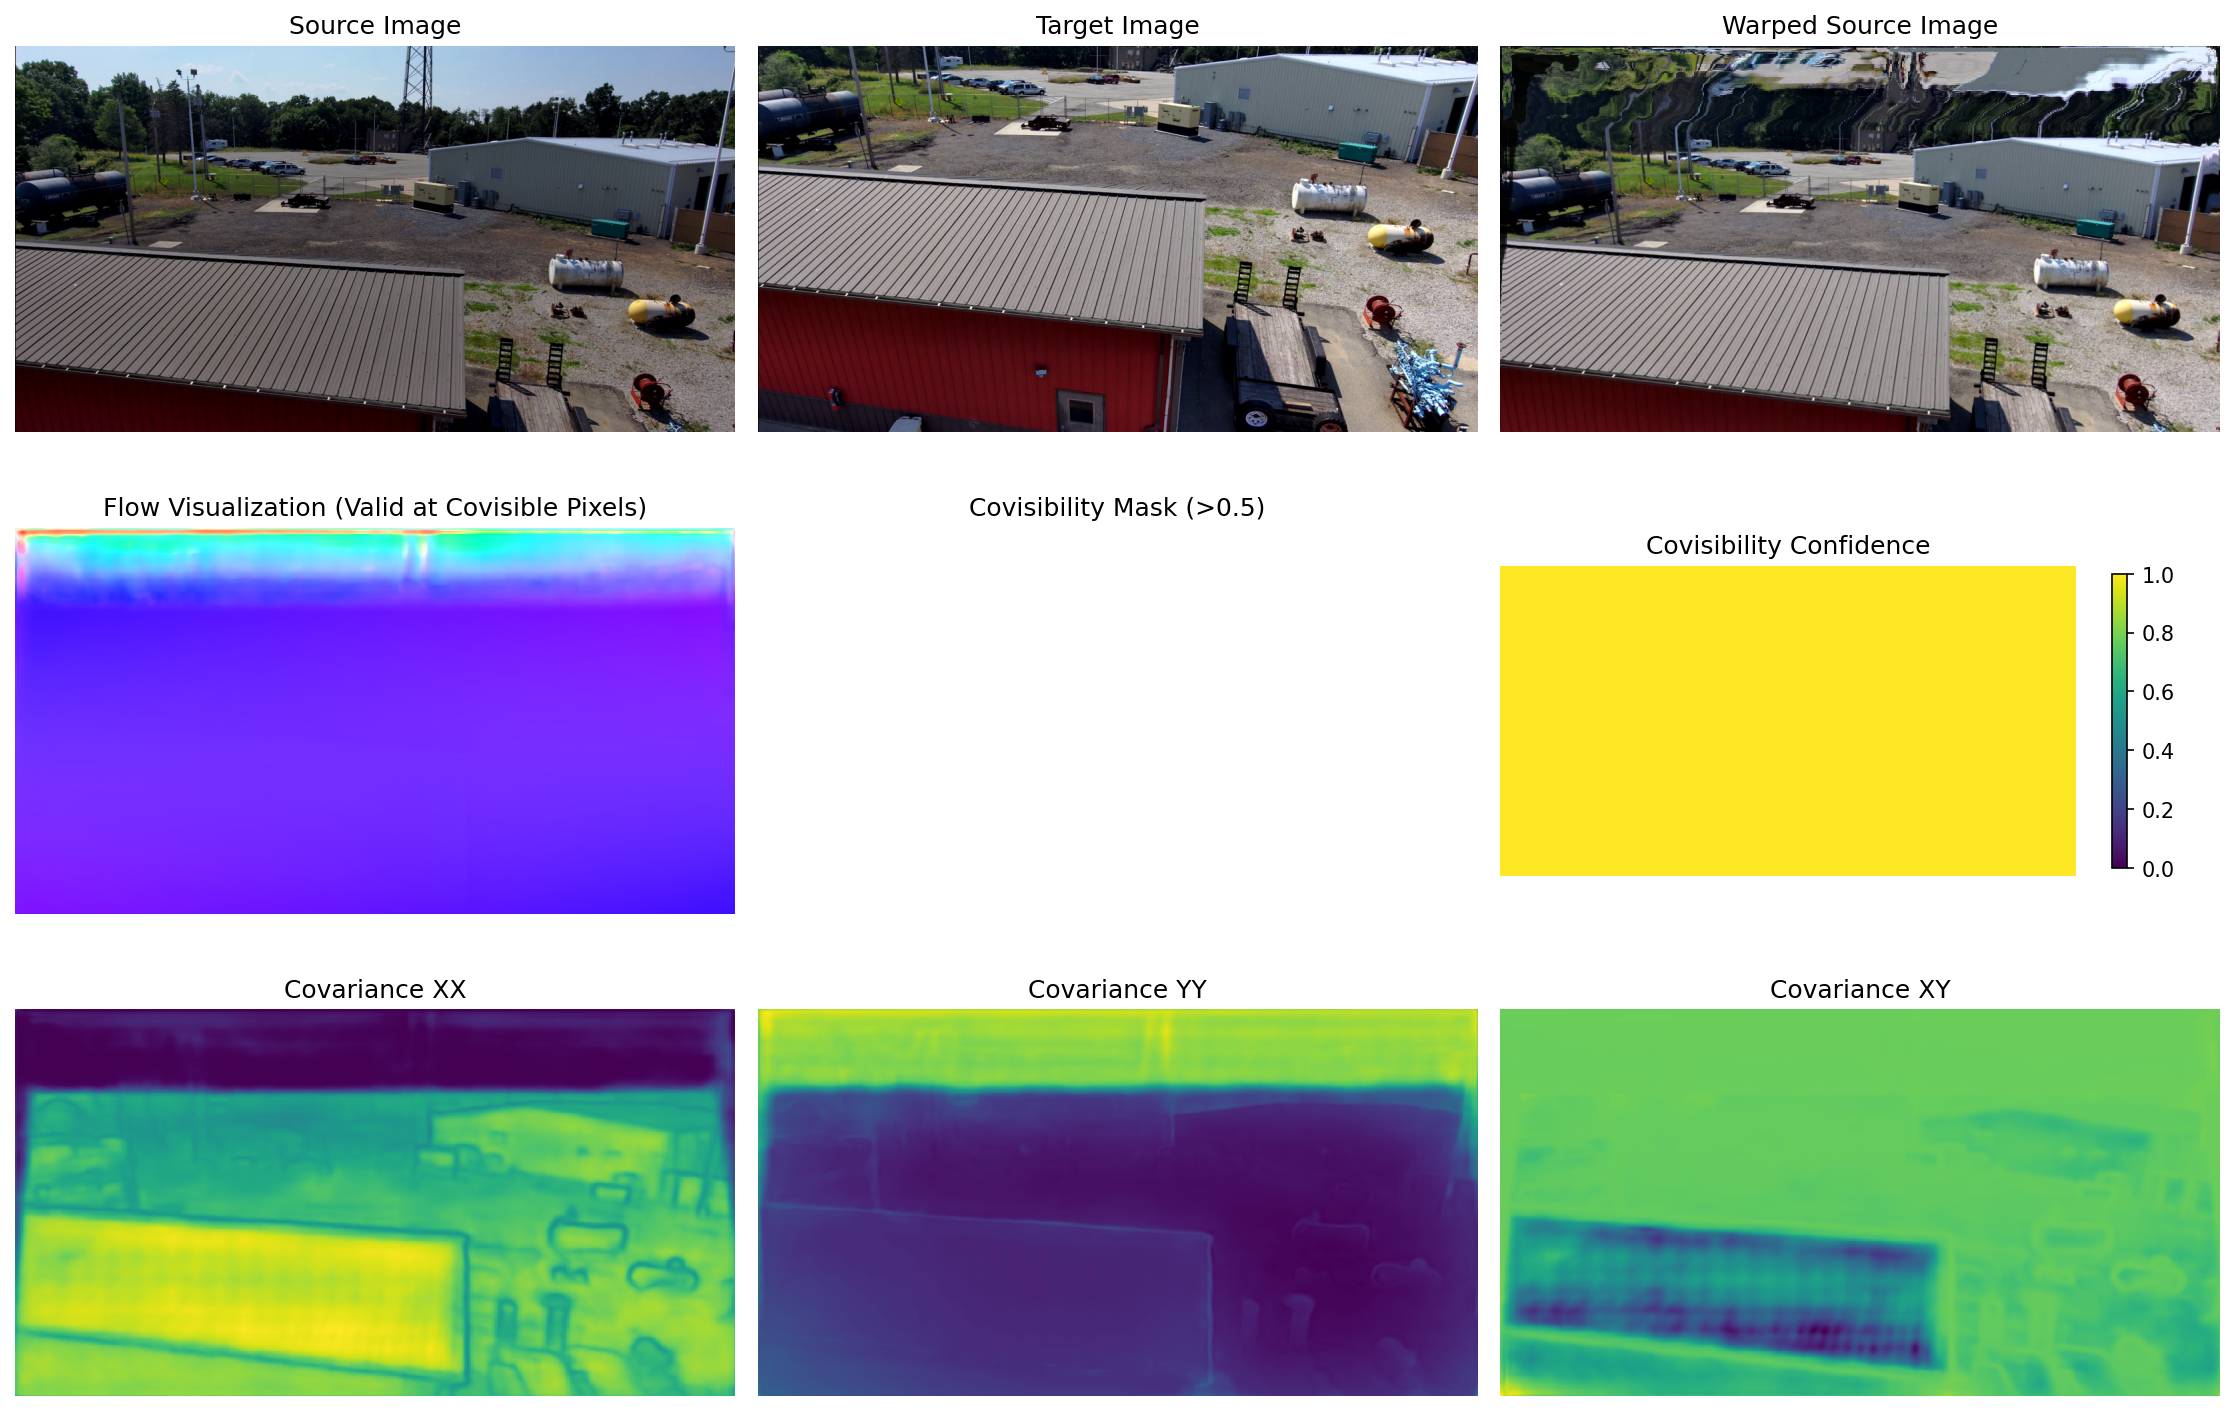 Source Image
Target Image
Warped Source Image
Flow Visualization (Valid at Covisible Pixels)
Covisibility Mask (>0.5)
Covisibility Confidence
1.0
0.8
0.6
0.4
0.2
0.0
Covariance XX
Covariance YY
Covariance XY